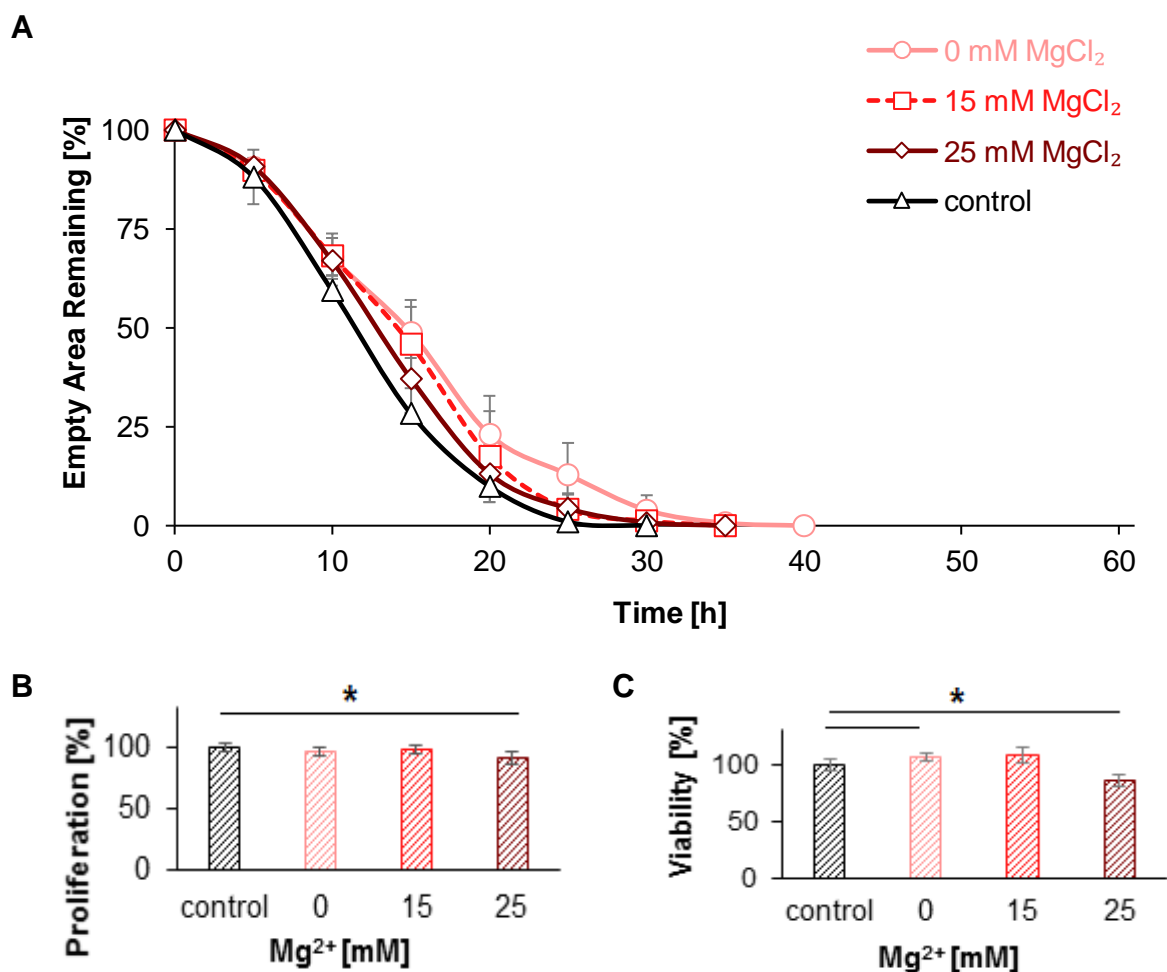 A
0 mM MgCl₂
15 mM MgCl₂
25 mM MgCl₂
control
Empty Area Remaining [%]
100
75
50
25
0
0 10 20 30 40 50 60
Time [h]
B
*
Proliferation [%]
100
50
0
control 0 15 25
Mg²⁺ [mM]
C
*
Viability [%]
100
50
0
control 0 15 25
Mg²⁺ [mM]